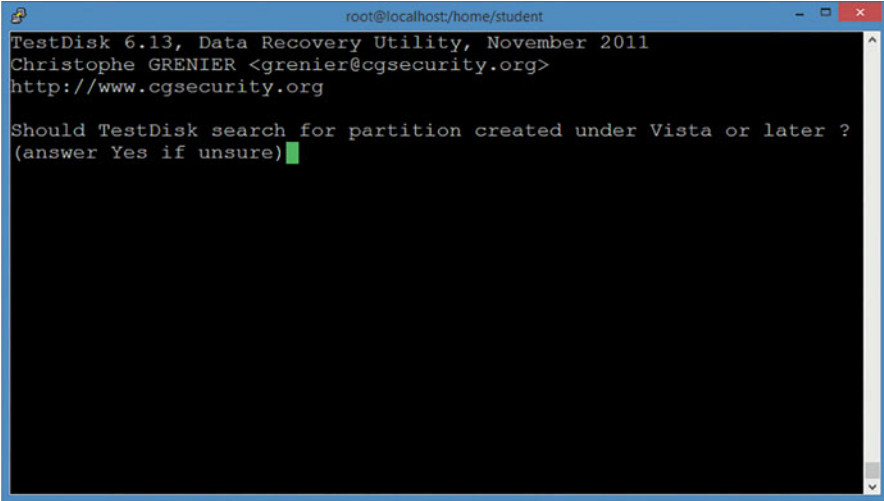 root@localhost:/home/student
TestDisk 6.13, Data Recovery Utility, November 2011
Christophe GRENIER <grenier@cgsecurity.org>
http://www.cgsecurity.org
Should TestDisk search for partition created under Vista or later ?
(answer Yes if unsure)